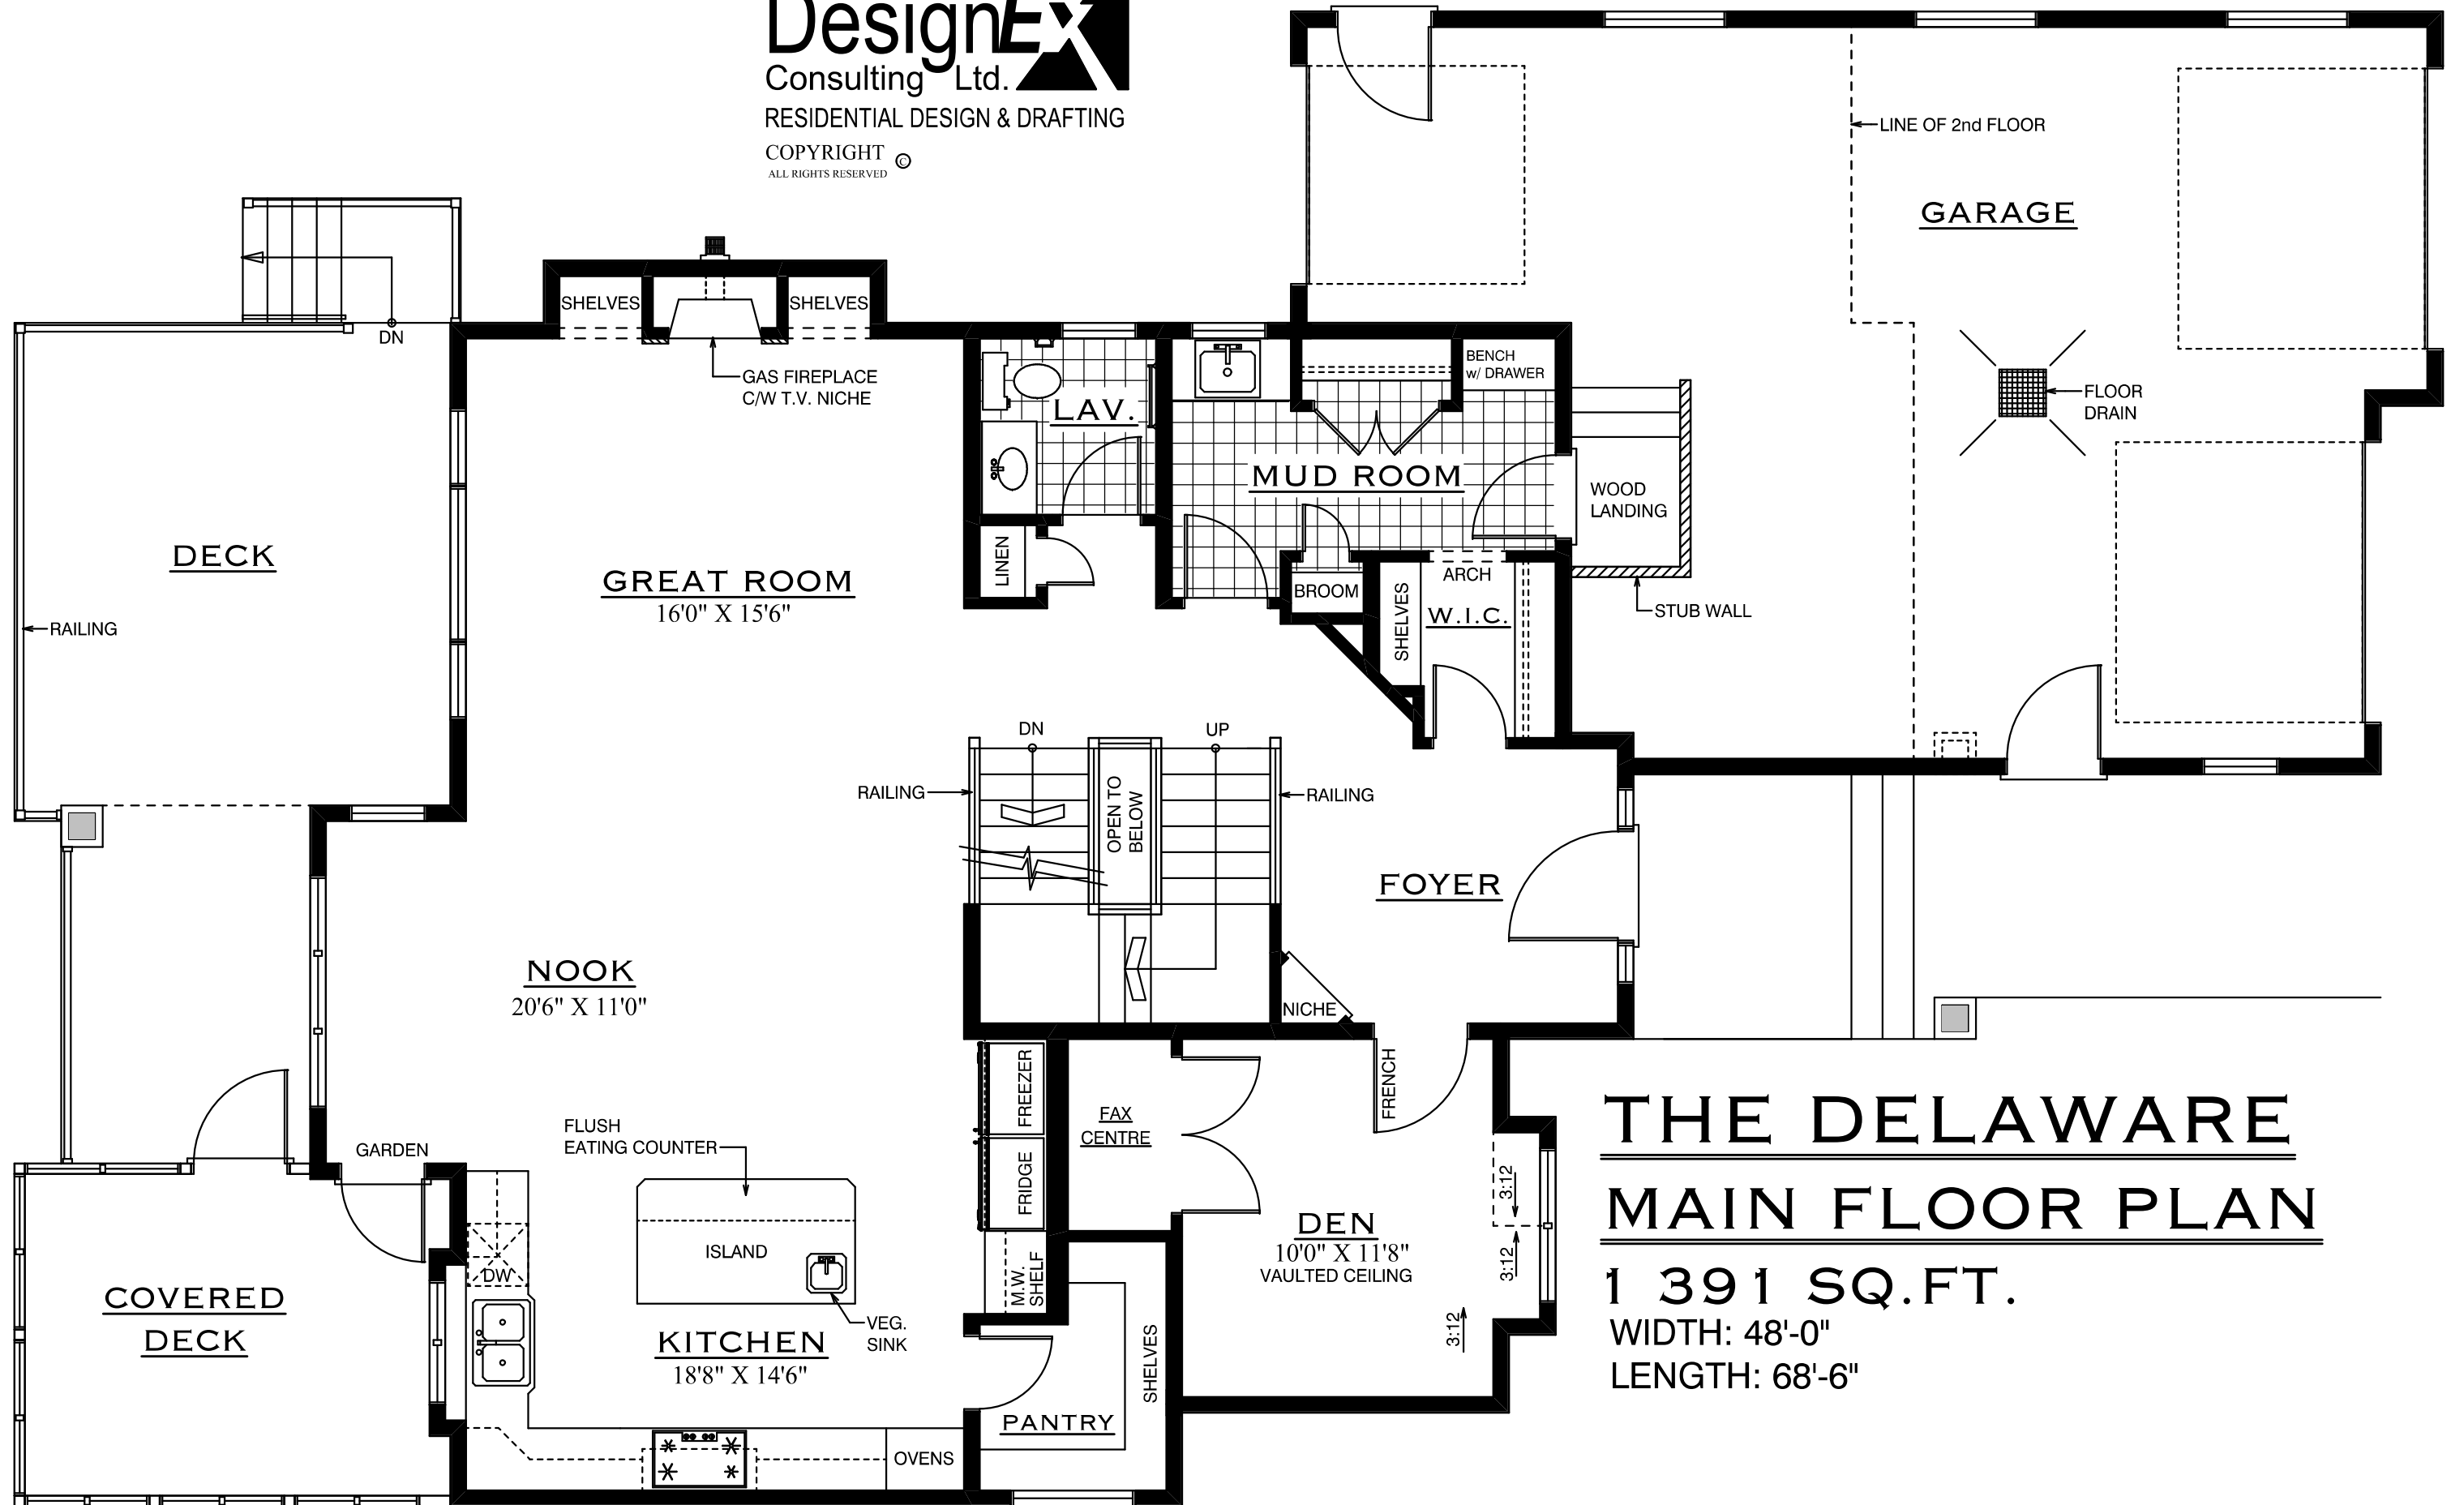 DesignEX
Consulting Ltd.
RESIDENTIAL DESIGN & DRAFTING
COPYRIGHT ©
ALL RIGHTS RESERVED
LINE OF 2nd FLOOR
GARAGE
FLOOR
DRAIN
SHELVES
SHELVES
DN
GAS FIREPLACE
C/W T.V. NICHE
BENCH
w/ DRAWER
LAV.
MUD ROOM
WOOD
LANDING
DECK
GREAT ROOM
16'0" X 15'6"
LINEN
BROOM
ARCH
SHELVES
W.I.C.
STUB WALL
RAILING
DN
UP
RAILING
OPEN TO
BELOW
RAILING
FOYER
NOOK
20'6" X 11'0"
NICHE
FREEZER
FRENCH
FAX
CENTRE
FLUSH
EATING COUNTER
GARDEN
FRIDGE
ISLAND
DW
M.W.
SHELF
DEN
10'0" X 11'8"
VAULTED CEILING
3:12
3:12
3:12
COVERED
DECK
VEG.
SINK
KITCHEN
18'8" X 14'6"
SHELVES
PANTRY
OVENS
THE DELAWARE
MAIN FLOOR PLAN
1 391 SQ.FT.
WIDTH: 48'-0"
LENGTH: 68'-6"